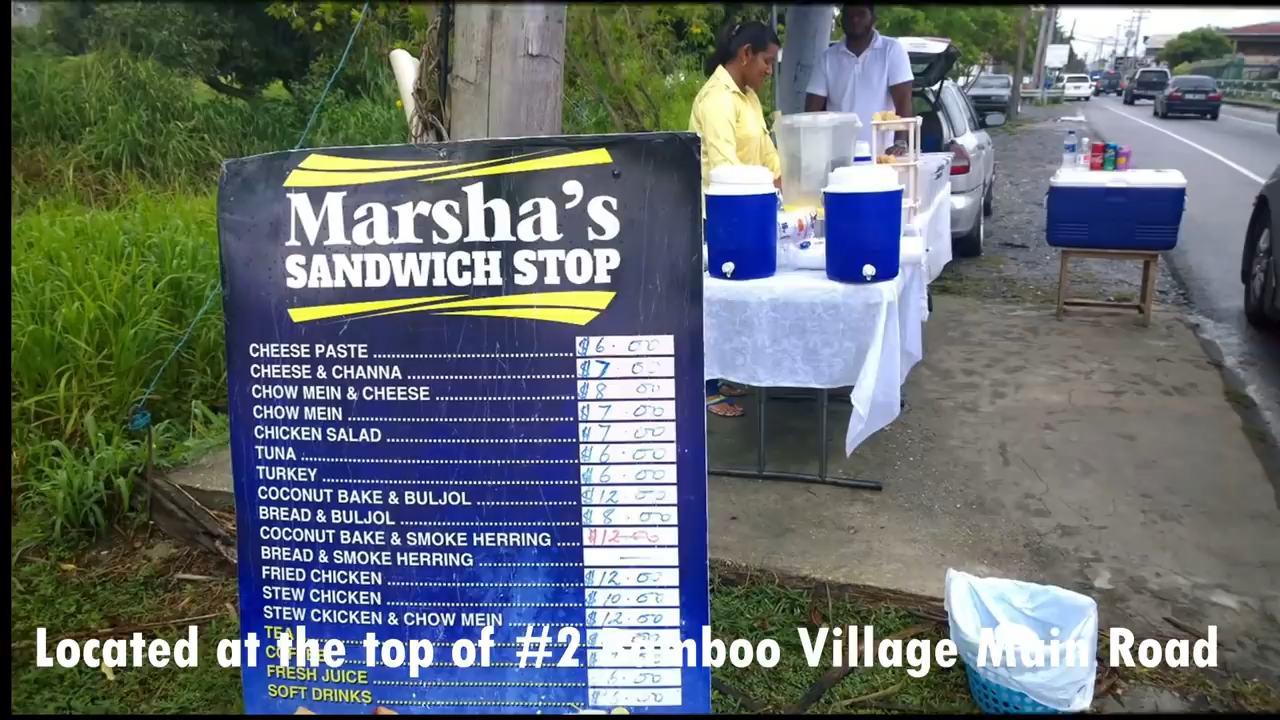 Marsha's
SANDWICH STOP
CHEESE PASTE ........ $6.00
CHEESE & CHANNA ........ $7.00
CHOW MEIN & CHEESE ........ $8 00
CHOW MEIN ........ $7.00
CHICKEN SALAD ........ $7.00
TUNA ........ $6.00
TURKEY ........ $6.00
COCONUT BAKE & BULJOL ........ $12.00
BREAD & BULJOL ........ $8.00
COCONUT BAKE & SMOKE HERRING ..... $12.00
BREAD & SMOKE HERRING ........
FRIED CHICKEN ........ $12.00
STEW CHICKEN ........ $10.00
STEW CKICKEN & CHOW MEIN ........ $12.00
TEA
Located at the top of #2 Bamboo Village Main Road
FRESH JUICE ........
SOFT DRINKS ........